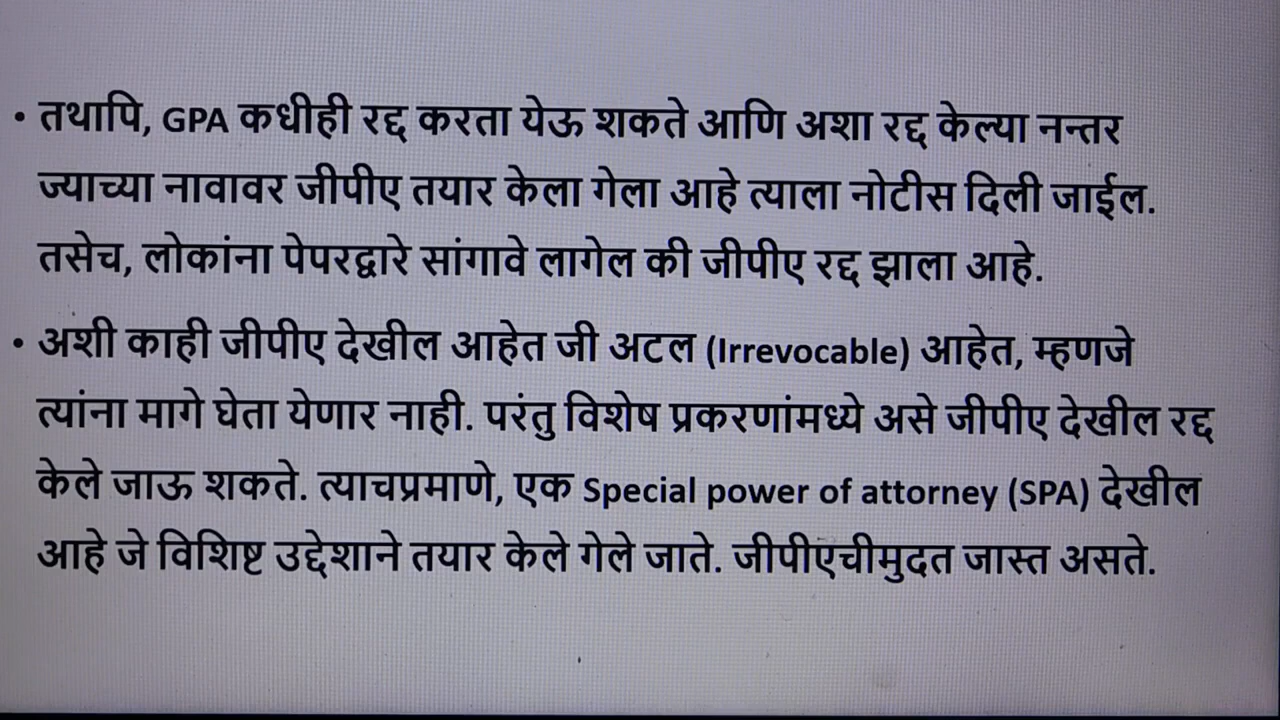 • तथापि, GPA कधीही रद्द करता येऊ शकते आणि अशा रद्द केल्या नन्तर
ज्याच्या नावावर जीपीए तयार केला गेला आहे त्याला नोटीस दिली जाईल.
तसेच, लोकांना पेपरद्वारे सांगावे लागेल की जीपीए रद्द झाला आहे.
• अशी काही जीपीए देखील आहेत जी अटल (Irrevocable) आहेत, म्हणजे
त्यांना मागे घेता येणार नाही. परंतु विशेष प्रकरणांमध्ये असे जीपीए देखील रद्द
केले जाऊ शकते. त्याचप्रमाणे, एक Special power of attorney (SPA) देखील
आहे जे विशिष्ट उद्देशाने तयार केले गेले जाते. जीपीएचीमुदत जास्त असते.